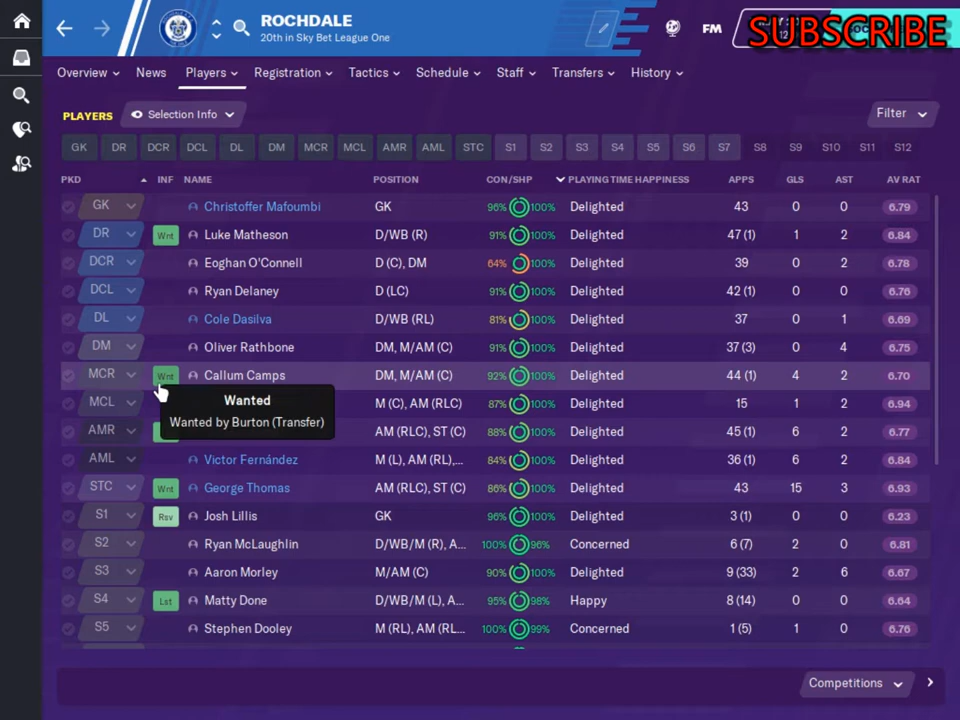 ROCHDALE
20th in Sky Bet League One
FM
SUBSCRIBE
Overview News Players Registration Tactics Schedule Staff Transfers History
PLAYERS Selection Info Filter
GK DR DCR DCL DL DM MCR MCL AMR AML STC S1 S2 S3 S4 S5 S6 S7 S8 S9 S10 S11 S12
PKD INF NAME POSITION CON/SHP PLAYING TIME HAPPINESS APPS GLS AST AV RAT
GK Christoffer Mafoumbi GK 96% 100% Delighted 43 0 0 6.79
DR Wnt Luke Matheson D/WB (R) 91% 100% Delighted 47 (1) 1 2 6.84
DCR Eoghan O'Connell D (C), DM 64% 100% Delighted 39 0 2 6.78
DCL Ryan Delaney D (LC) 91% 100% Delighted 42 (1) 0 2 6.76
DL Cole Dasilva D/WB (RL) 81% 100% Delighted 37 0 1 6.69
DM Oliver Rathbone DM, M/AM (C) 91% 100% Delighted 37 (3) 0 4 6.75
MCR Wnt Callum Camps DM, M/AM (C) 92% 100% Delighted 44 (1) 4 2 6.70
MCL M (C), AM (RLC) 87% 100% Delighted 15 1 2 6.94
Wanted
Wanted by Burton (Transfer)
AMR AM (RLC), ST (C) 88% 100% Delighted 45 (1) 6 2 6.77
AML Victor Fernández M (L), AM (RL),... 84% 100% Delighted 36 (1) 6 2 6.84
STC Wnt George Thomas AM (RLC), ST (C) 86% 100% Delighted 43 15 3 6.93
S1 Rsv Josh Lillis GK 96% 100% Delighted 3 (1) 0 0 6.23
S2 Ryan McLaughlin D/WB/M (R), A... 100% 96% Concerned 6 (7) 2 0 6.81
S3 Aaron Morley M/AM (C) 90% 100% Delighted 9 (33) 2 6 6.67
S4 Lst Matty Done D/WB/M (L), A... 95% 98% Happy 8 (14) 0 0 6.64
S5 Stephen Dooley M (RL), AM (RL... 100% 99% Concerned 1 (5) 1 0 6.76
Competitions